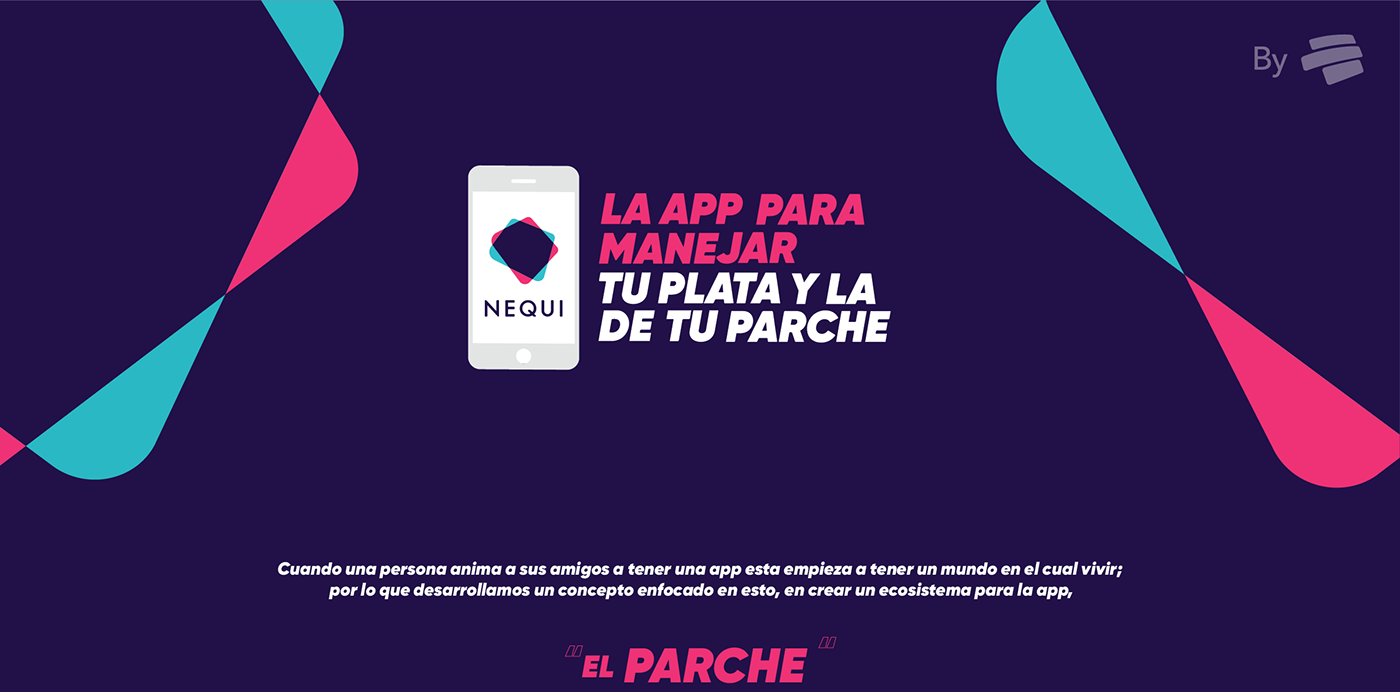 By
LA APP PARA
MANEJAR
TU PLATA Y LA
DE TU PARCHE
NEQUI
Cuando una persona anima a sus amigos a tener una app esta empieza a tener un mundo en el cual vivir;
por lo que desarrollamos un concepto enfocado en esto, en crear un ecosistema para la app,
"EL PARCHE"